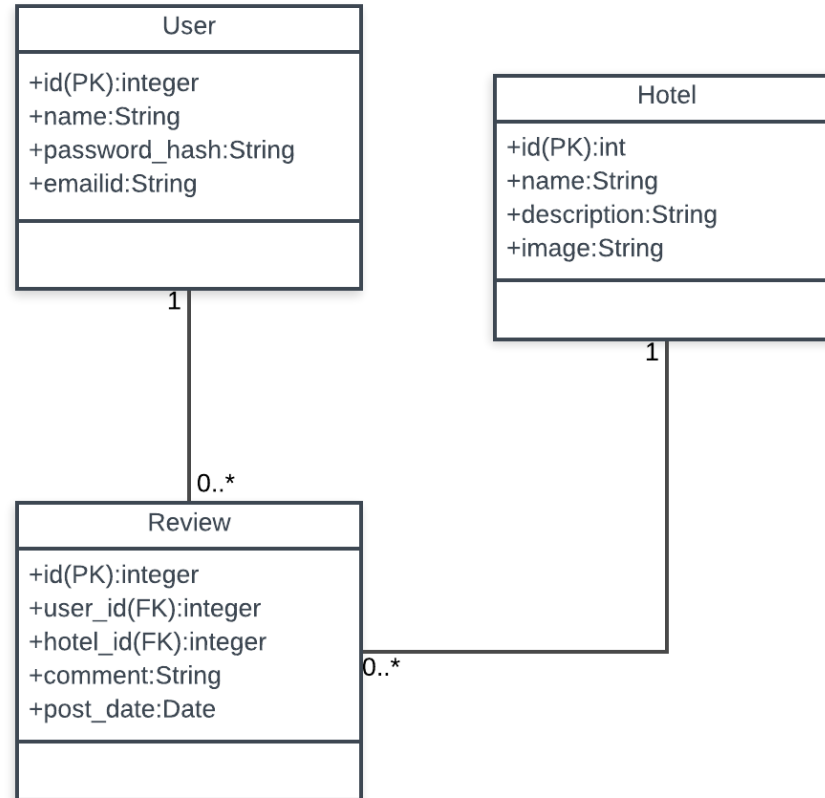 User
+id(PK):integer
+name:String
+password_hash:String
+emailid:String
1
Hotel
+id(PK):int
+name:String
+description:String
+image:String
1
0..*
Review
+id(PK):integer
+user_id(FK):integer
+hotel_id(FK):integer
+comment:String
+post_date:Date
0..*